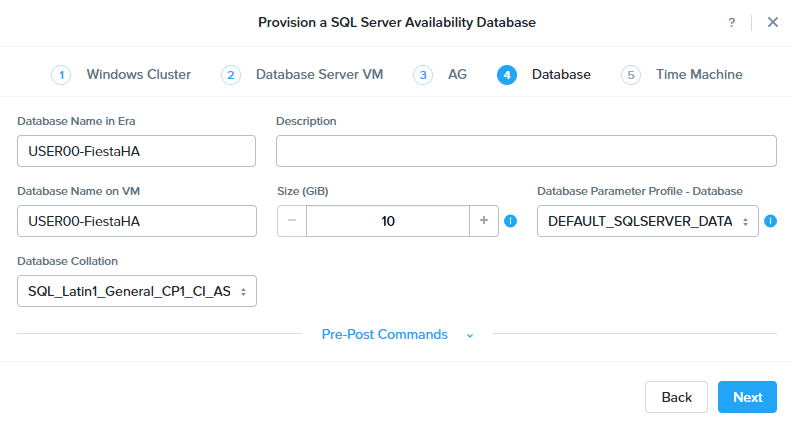 Provision a SQL Server Availability Database
?
1 Windows Cluster 2 Database Server VM 3 AG 4 Database 5 Time Machine
Database Name in Era Description
USER00-FiestaHA
Database Name on VM Size (GiB) Database Parameter Profile - Database
USER00-FiestaHA 10 DEFAULT_SQLSERVER_DATA
Database Collation
SQL_Latin1_General_CP1_CI_AS
Pre-Post Commands
Back Next